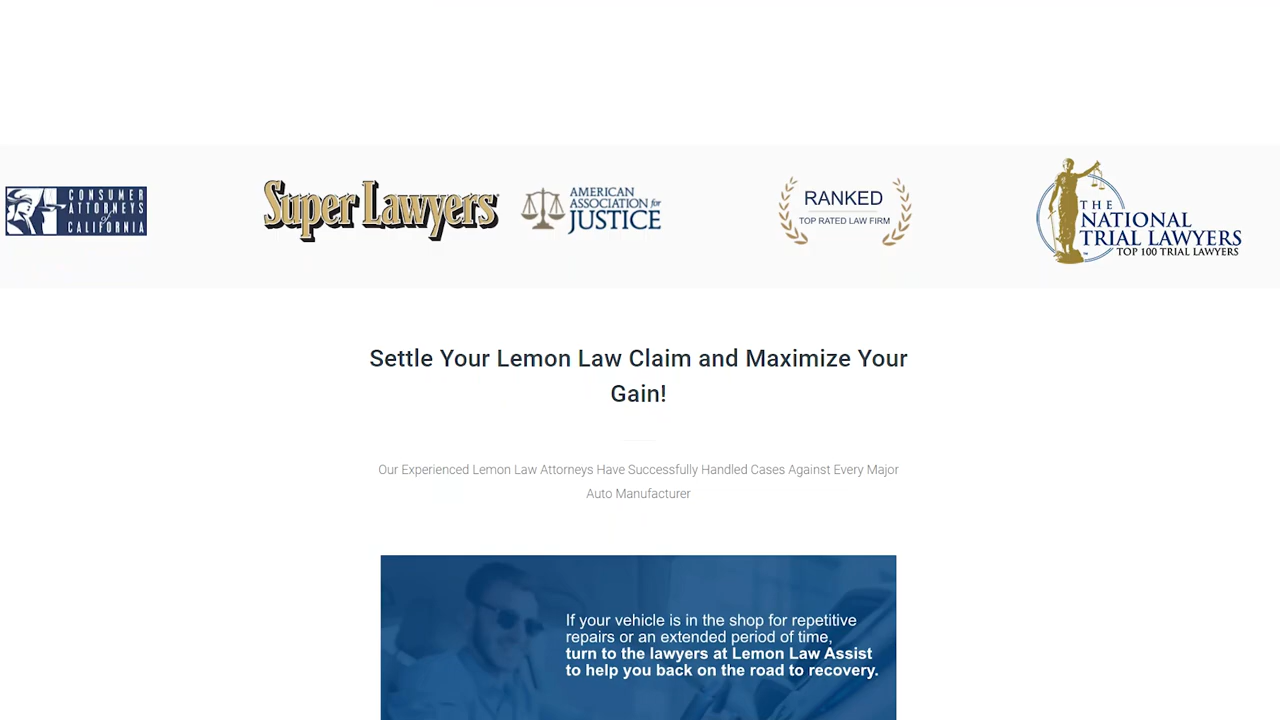 CONSUMER
ATTORNEYS
of
CALIFORNIA
Super Lawyers
AMERICAN
ASSOCIATION for
JUSTICE
RANKED
TOP RATED LAW FIRM
THE
NATIONAL
TRIAL LAWYERS
TOP 100 TRIAL LAWYERS
Settle Your Lemon Law Claim and Maximize Your
Gain!
Our Experienced Lemon Law Attorneys Have Successfully Handled Cases Against Every Major
Auto Manufacturer
If your vehicle is in the shop for repetitive
repairs or an extended period of time,
turn to the lawyers at Lemon Law Assist
to help you back on the road to recovery.